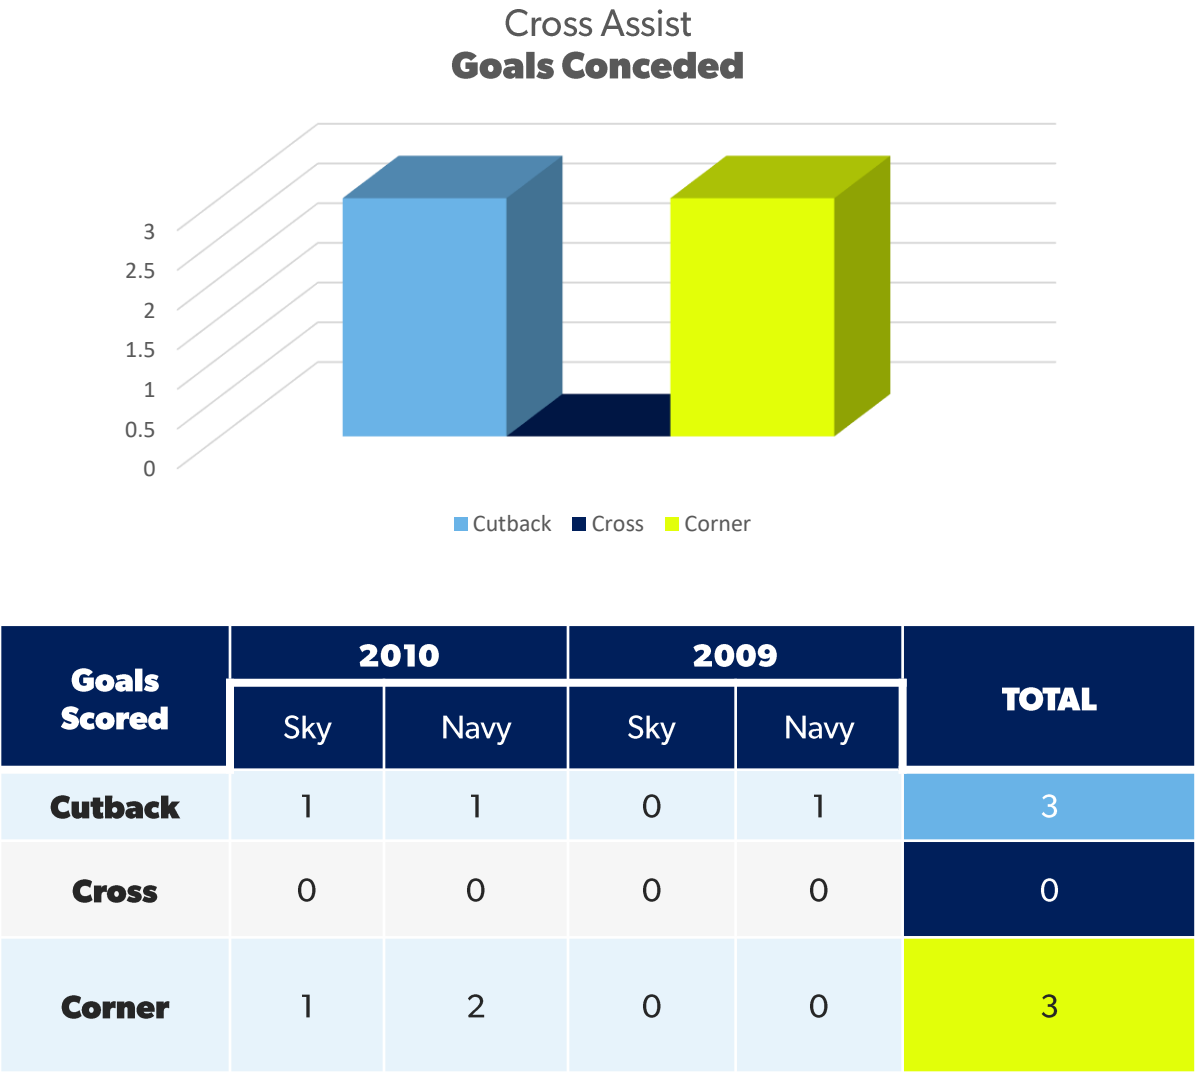 Cross Assist
Goals Conceded
3
2.5
2
1.5
1
0.5
0
Cutback Cross Corner
Goals Scored 2010 2009 TOTAL
Sky Navy Sky Navy
Cutback 1 1 0 1 3
Cross 0 0 0 0 0
Corner 1 2 0 0 3